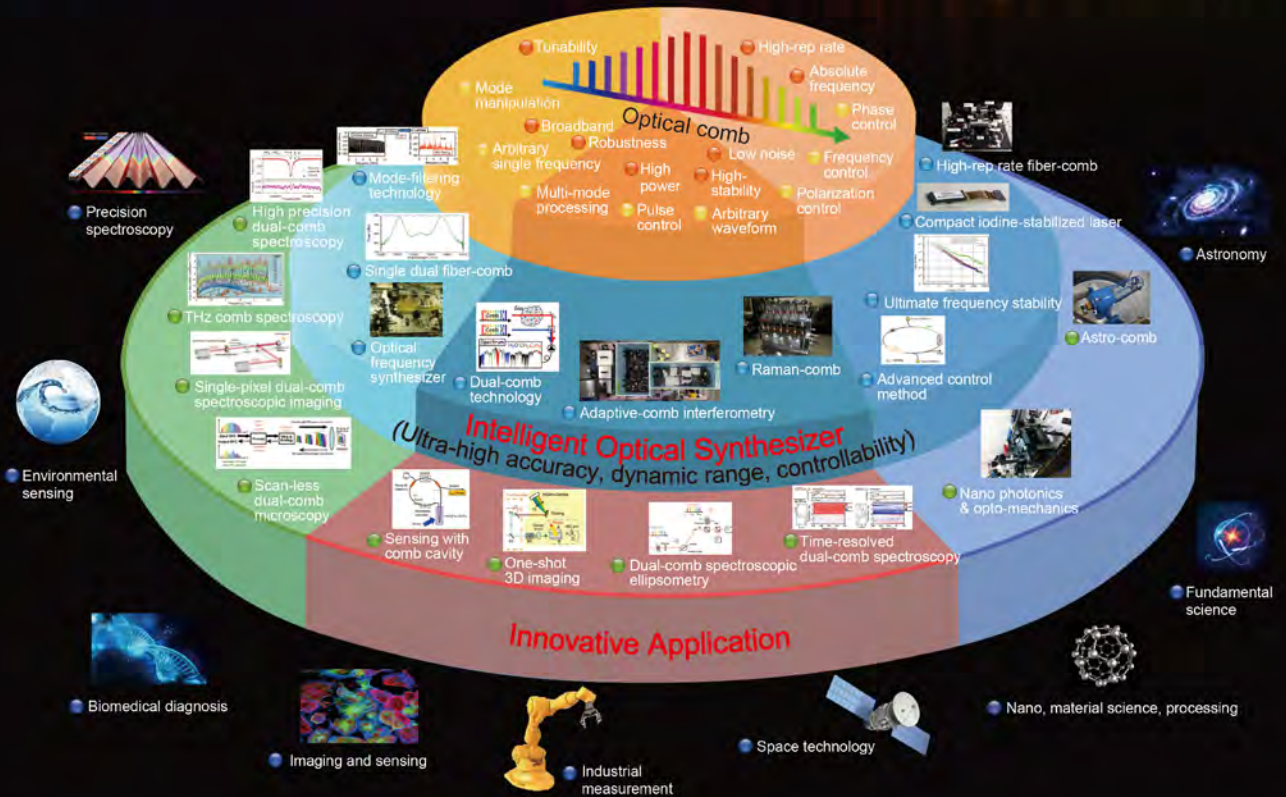 Tunability
High-rep rate
Absolute
frequency
Mode
manipulation
Optical comb
Phase
control
Broadband
Robustness
Arbitrary
single frequency
Low noise
Frequency
control
High
power
High-
stability
Multi-mode
processing
Pulse
control
Arbitrary
waveform
Polarization
control
Mode-filtering
technology
High-rep rate fiber-comb
Precision
spectroscopy
High precision
dual-comb
spectroscopy
Compact iodine-stabilized laser
Astronomy
Single dual fiber-comb
THz comb spectroscopy
Ultimate frequency stability
Astro-comb
Optical
frequency
synthesizer
Dual-comb
technology
Raman-comb
Advanced control
method
Single-pixel dual-comb
spectroscopic imaging
Adaptive-comb interferometry
Intelligent Optical Synthesizer
(Ultra-high accuracy, dynamic range, controllability)
Environmental
sensing
Scan-less
dual-comb
microscopy
Nano photonics
& opto-mechanics
Sensing with
comb cavity
One-shot
3D imaging
Dual-comb spectroscopic
ellipsometry
Time-resolved
dual-comb spectroscopy
Fundamental
science
Innovative Application
Biomedical diagnosis
Imaging and sensing
Industrial
measurement
Space technology
Nano, material science, processing